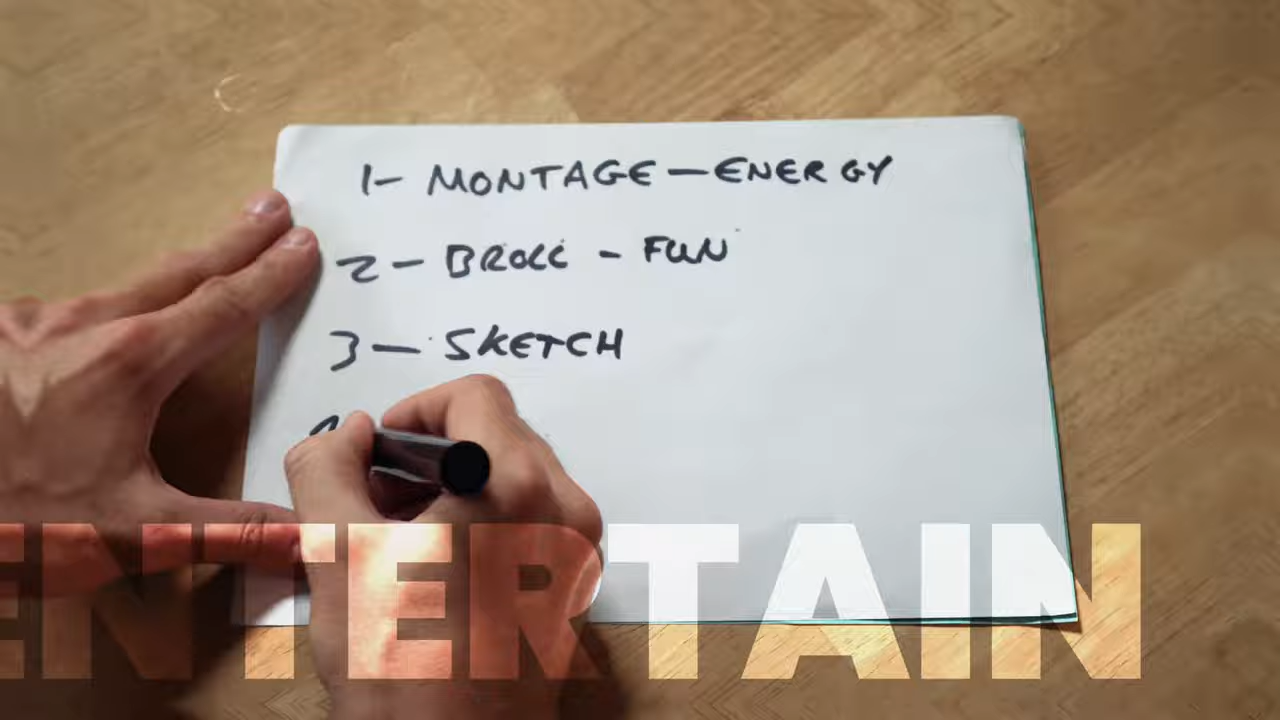 1- MONTAGE - ENERGY
2 - BROLL - FUN
3 - SKETCH
ENTERTAIN